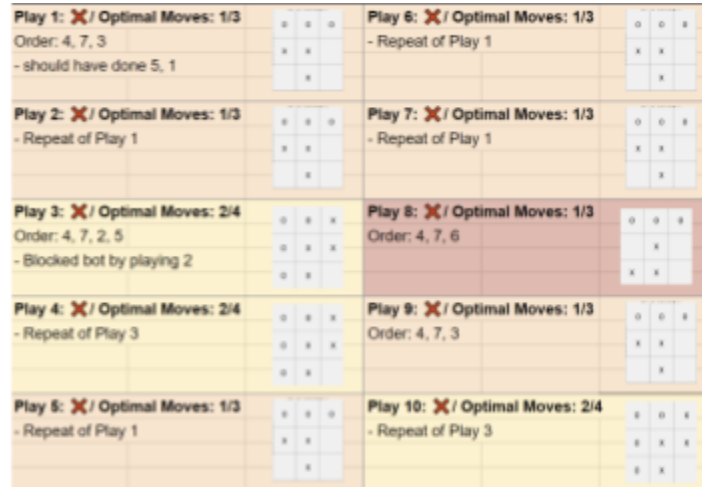 Play 1: ❌/ Optimal Moves: 1/3
Order: 4, 7, 3
- should have done 5, 1
o o o
x x
x
Play 2: ❌/ Optimal Moves: 1/3
- Repeat of Play 1
o o o
x x
x
Play 3: ❌/ Optimal Moves: 2/4
Order: 4, 7, 2, 5
- Blocked bot by playing 2
o o x
o x x
o x
Play 4: ❌/ Optimal Moves: 2/4
- Repeat of Play 3
o o x
o x x
o x
Play 5: ❌/ Optimal Moves: 1/3
- Repeat of Play 1
o o o
x x
x
Play 6: ❌/ Optimal Moves: 1/3
- Repeat of Play 1
o o o
x x
x
Play 7: ❌/ Optimal Moves: 1/3
- Repeat of Play 1
o o o
x x
x
Play 8: ❌/ Optimal Moves: 1/3
Order: 4, 7, 6
o o o
x
x x
Play 9: ❌/ Optimal Moves: 1/3
Order: 4, 7, 3
o o o
x x
x
Play 10: ❌/ Optimal Moves: 2/4
- Repeat of Play 3
o x x
o x